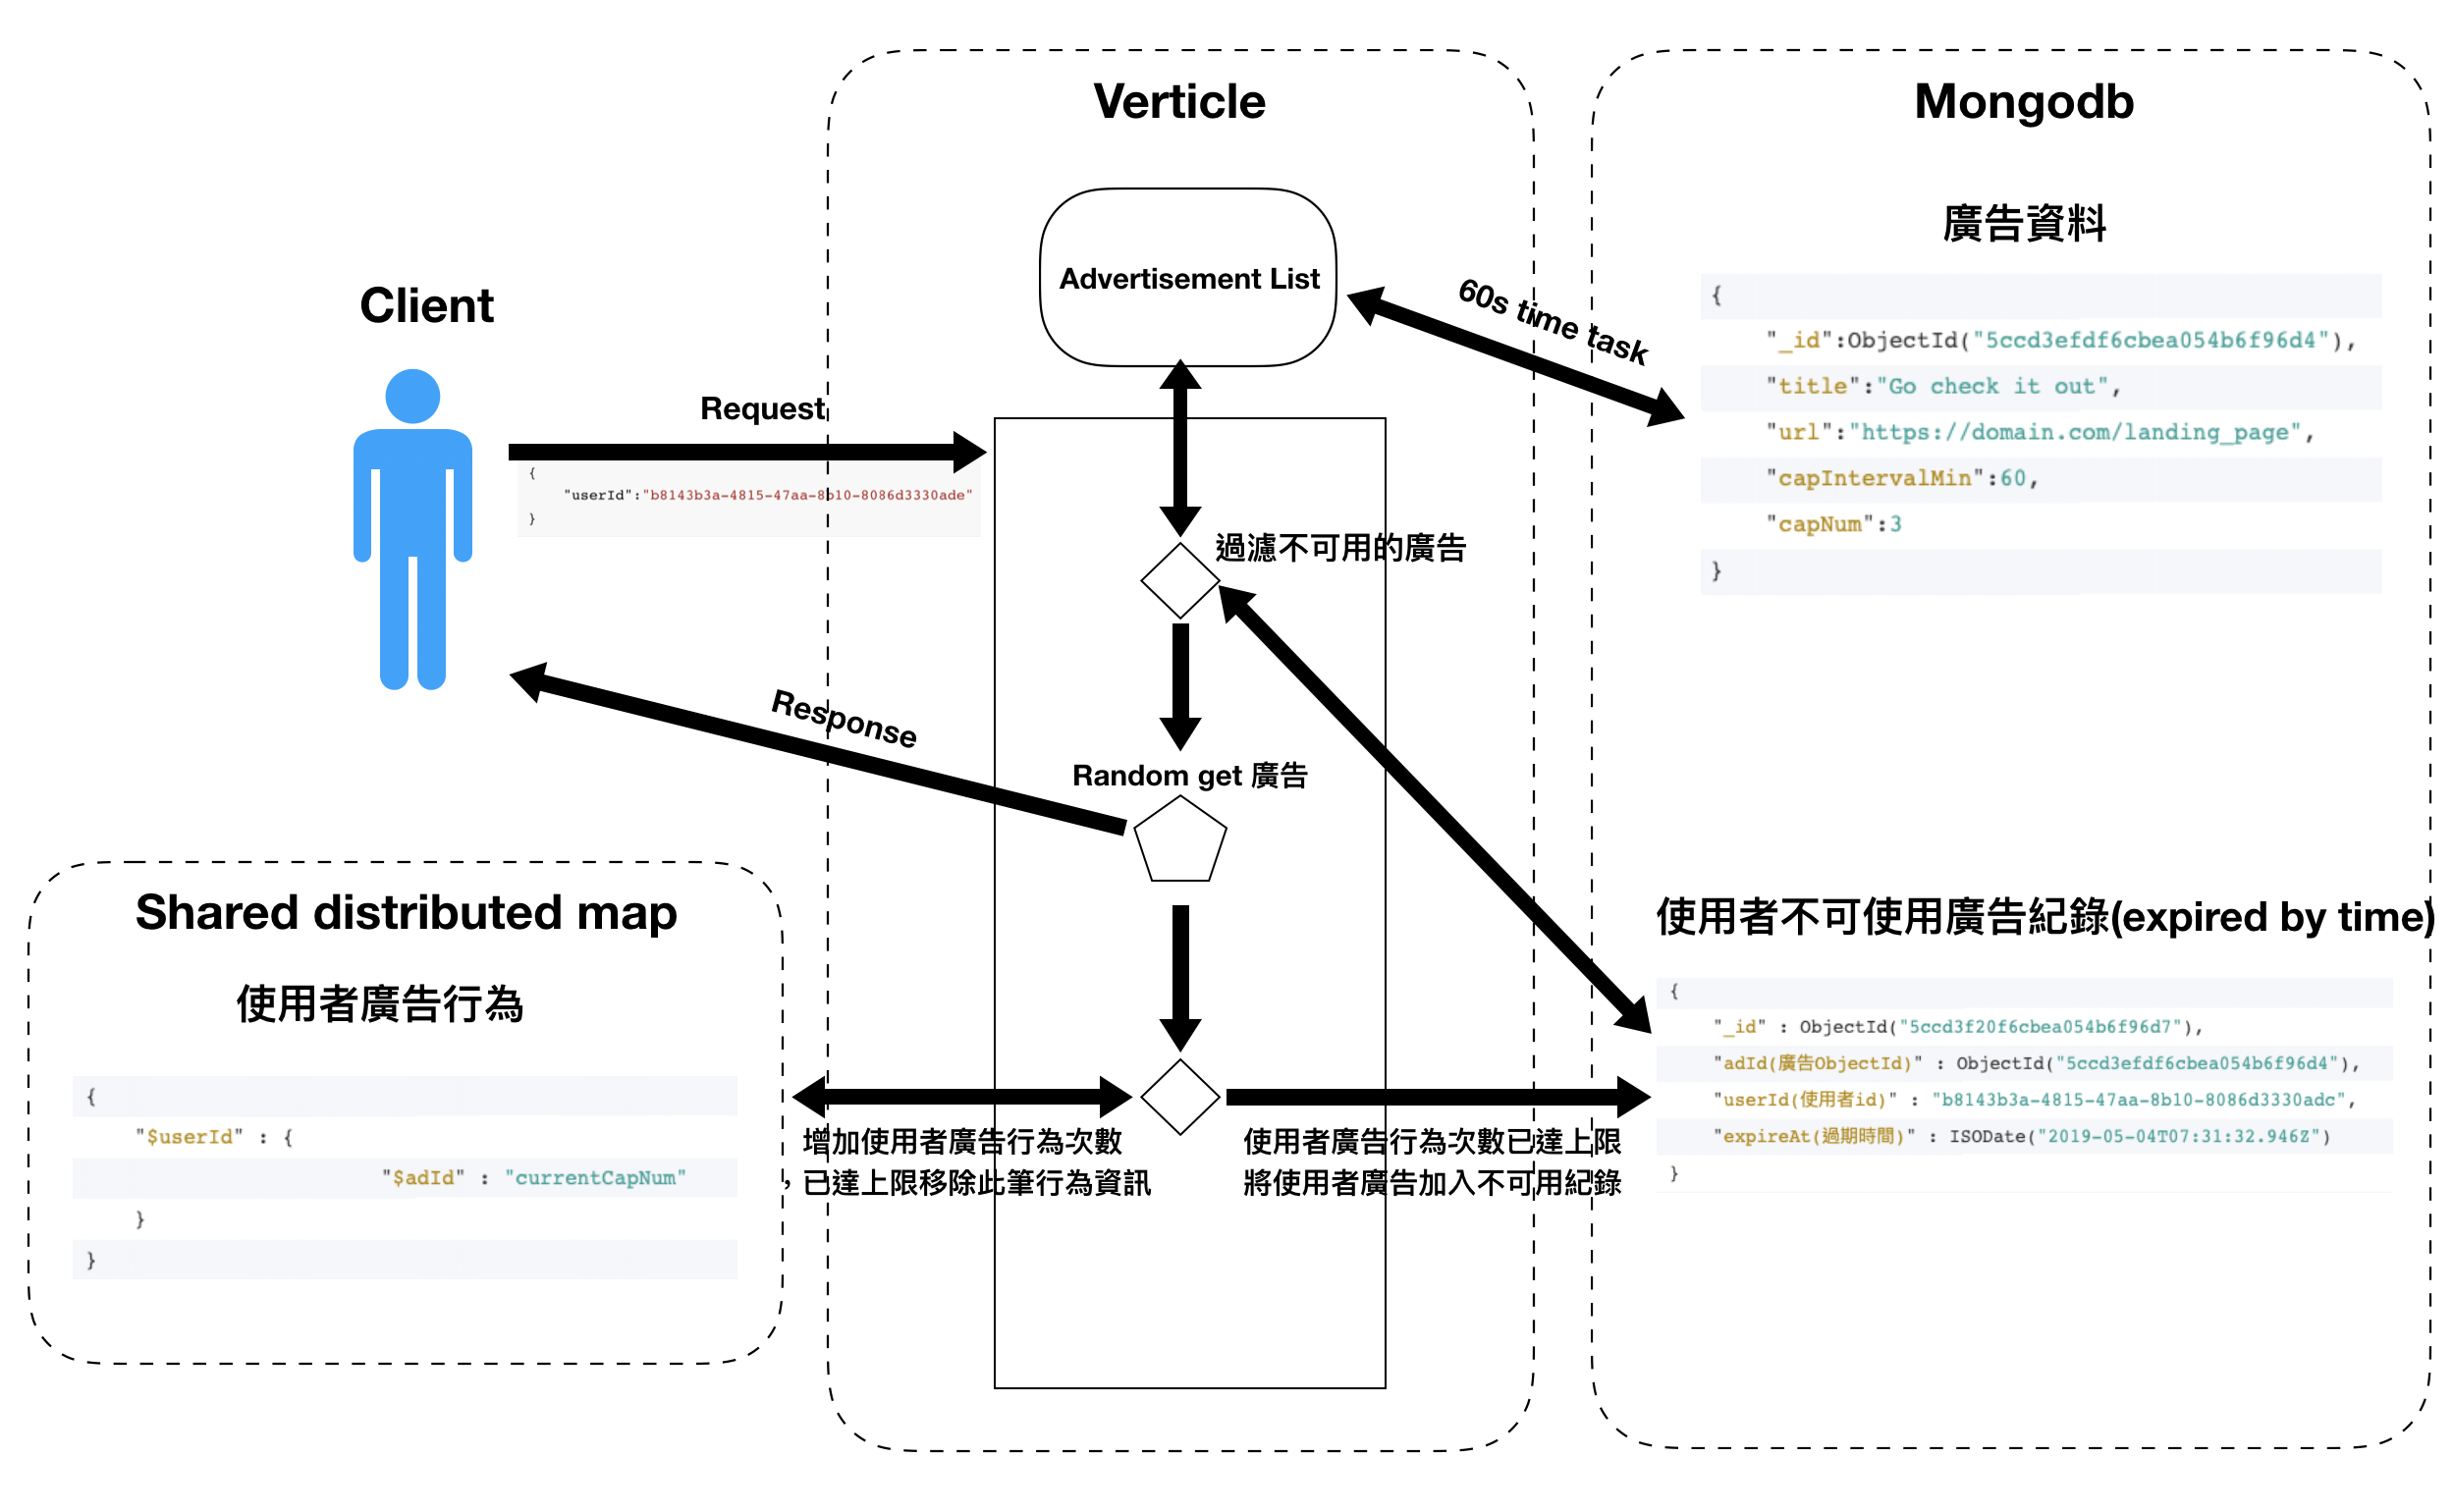 Verticle
Mongodb
廣告資料
Advertisement List
60s time task
{
"_id":ObjectId("5ccd3efdf6cbea054b6f96d4"),
"title":"Go check it out",
"url":"https://domain.com/landing_page",
"capIntervalMin":60,
"capNum":3
}
Client
Request
{
"userId":"b8143b3a-4815-47aa-8b10-8086d3330ade"
}
過濾不可用的廣告
Response
Random get 廣告
Shared distributed map
使用者廣告行為
{
"$userId" : {
"$adId" : "currentCapNum"
}
}
使用者不可使用廣告紀錄(expired by time)
{
"_id" : ObjectId("5ccd3f20f6cbea054b6f96d7"),
"adId(廣告ObjectId)" : ObjectId("5ccd3efdf6cbea054b6f96d4"),
"userId(使用者id)" : "b8143b3a-4815-47aa-8b10-8086d3330adc",
"expireAt(過期時間)" : ISODate("2019-05-04T07:31:32.946Z")
}
增加使用者廣告行為次數
，已達上限移除此筆行為資訊
使用者廣告行為次數已達上限
將使用者廣告加入不可用紀錄